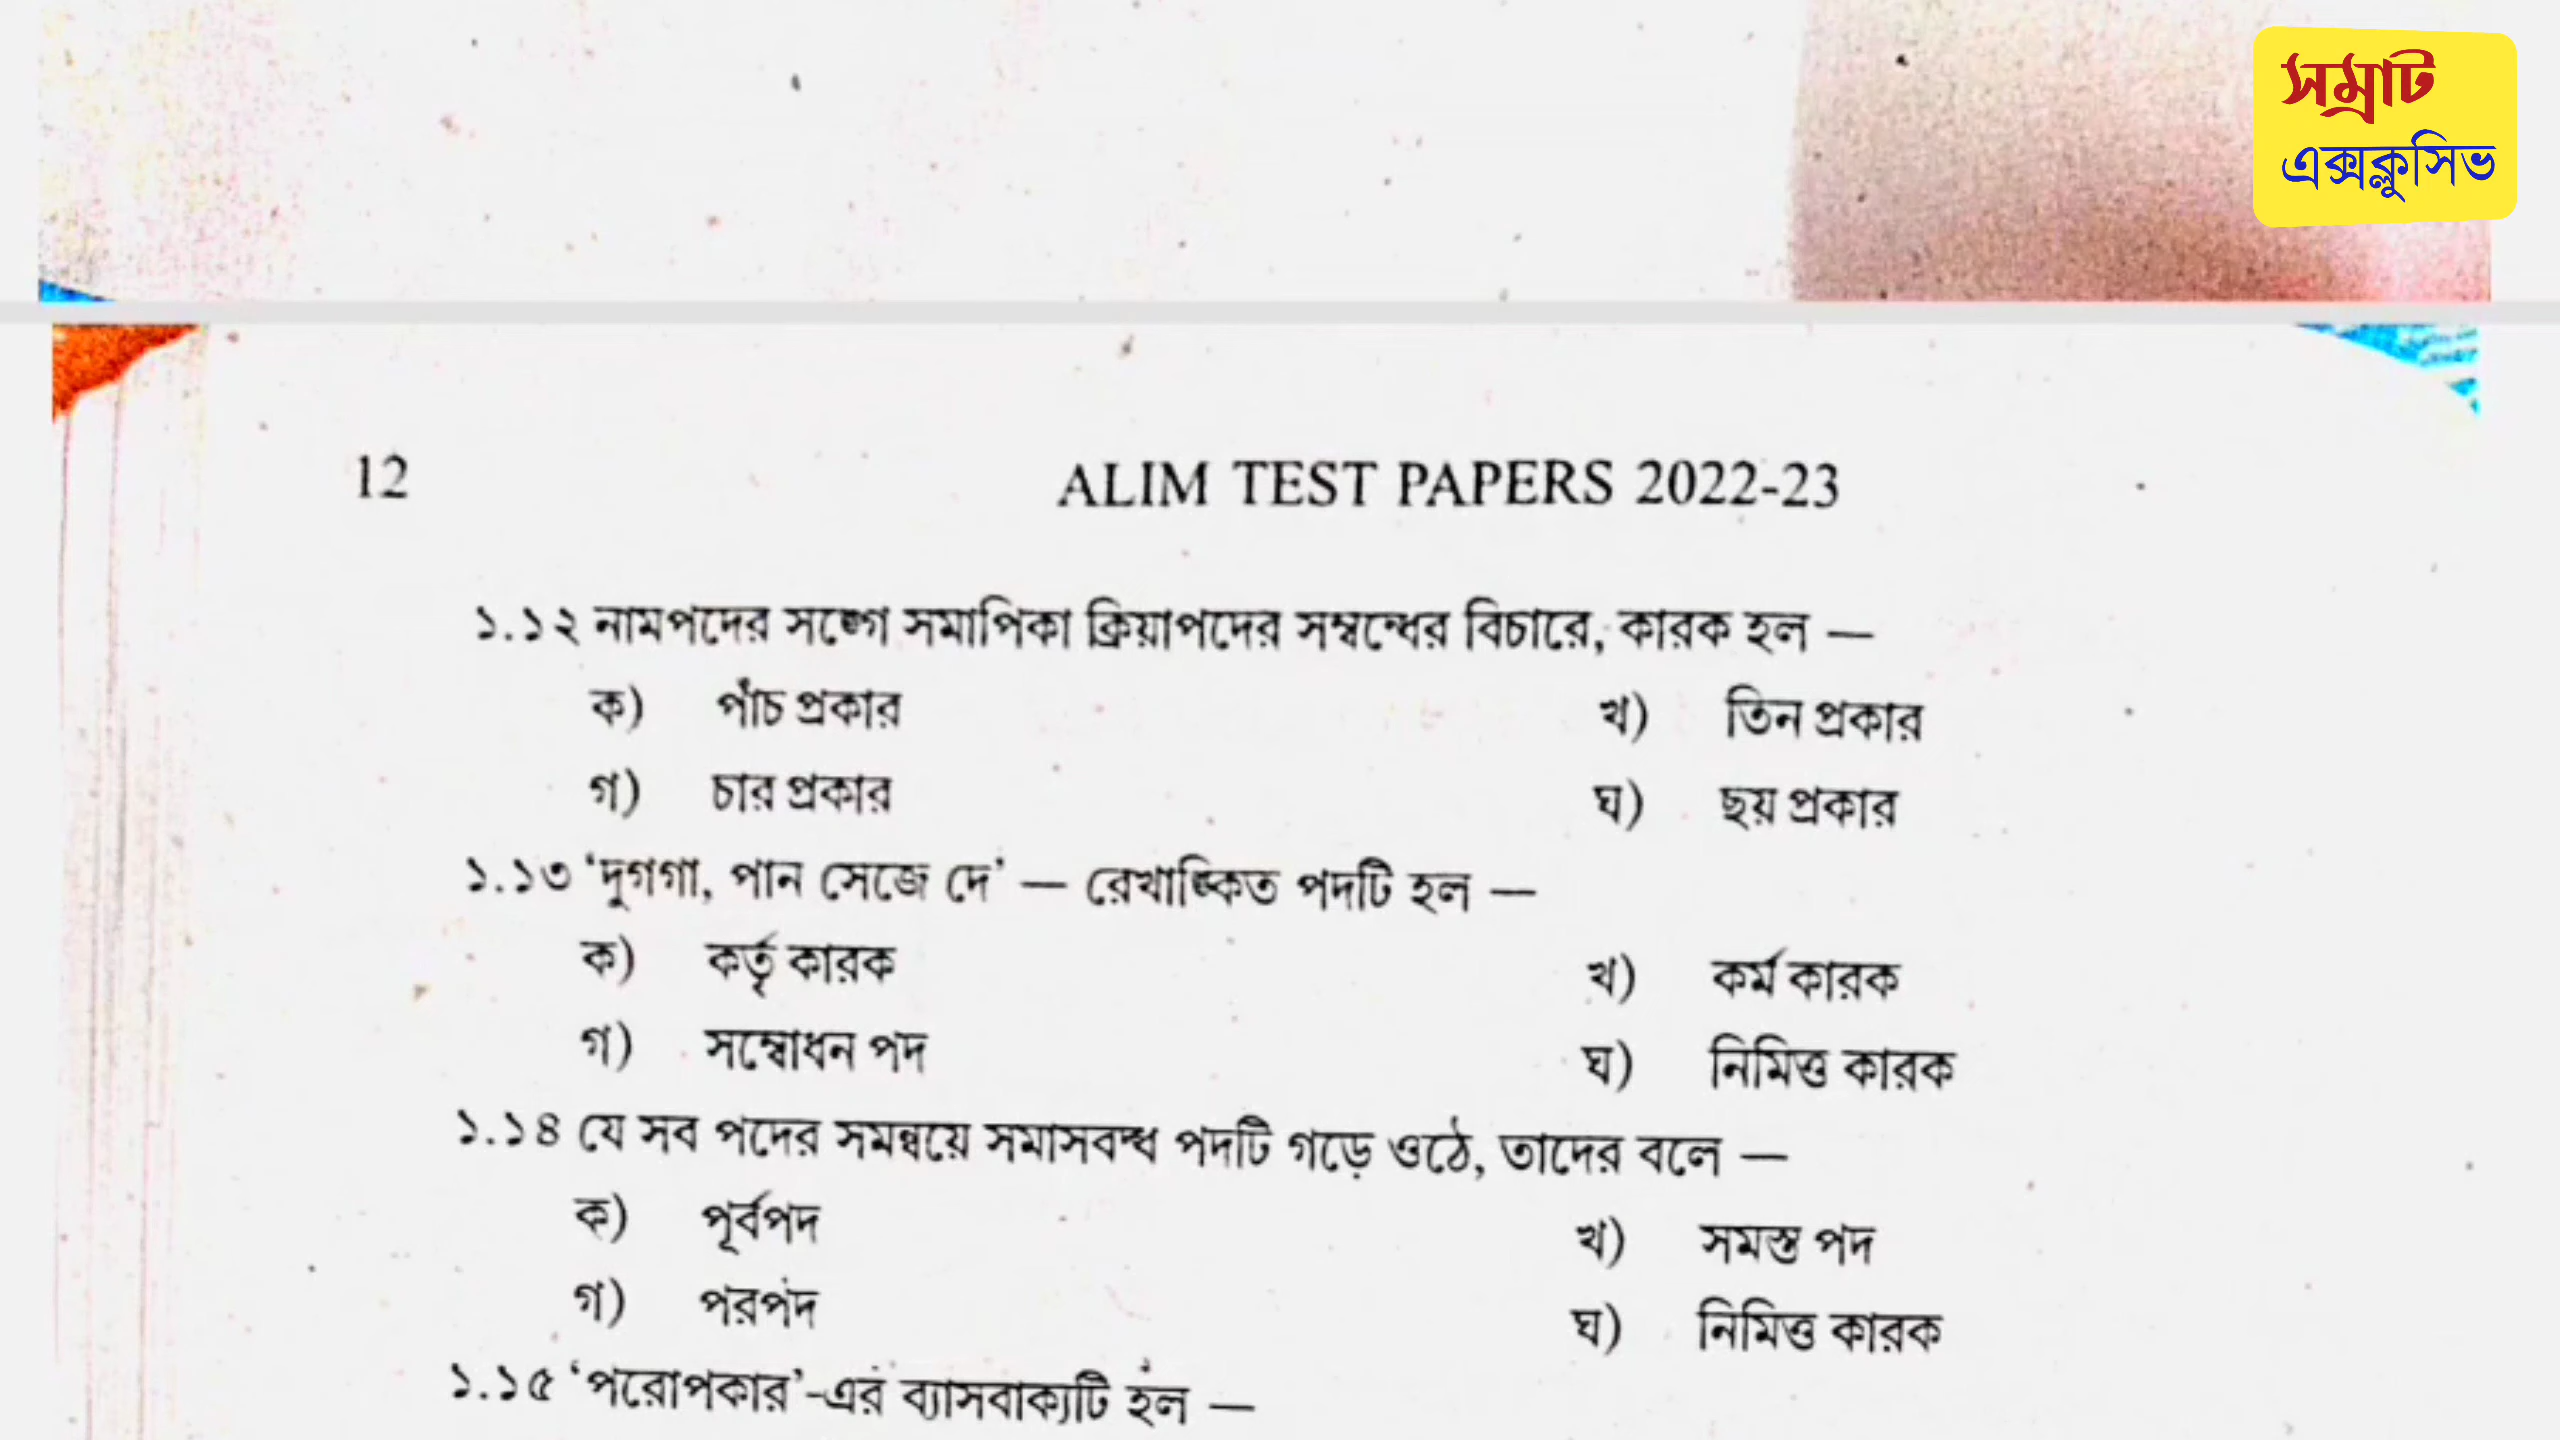 সম্রাট
এক্সক্লুসিভ
12 ALIM TEST PAPERS 2022-23
১.১২ নামপদের সঙ্গে সমাপিকা ক্রিয়াপদের সম্বন্ধের বিচারে, কারক হল —
ক) পাঁচ প্রকার খ) তিন প্রকার
গ) চার প্রকার ঘ) ছয় প্রকার
১.১৩ ‘দুগগা, পান সেজে দে’ — রেখাঙ্কিত পদটি হল —
ক) কর্তৃ কারক খ) কর্ম কারক
গ) সম্বোধন পদ ঘ) নিমিত্ত কারক
১.১৪ যে সব পদের সমন্বয়ে সমাসবদ্ধ পদটি গড়ে ওঠে, তাদের বলে —
ক) পূর্বপদ খ) সমস্ত পদ
গ) পরপদ ঘ) নিমিত্ত কারক
১.১৫ ‘পরোপকার’-এর ব্যাসবাক্যটি হল —